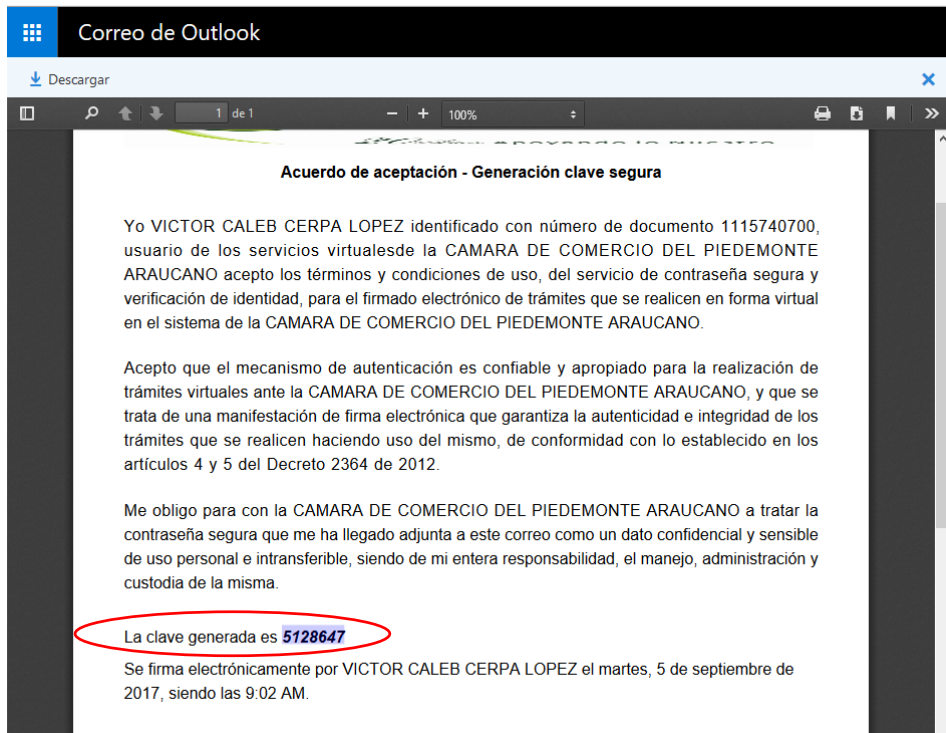 Correo de Outlook
Descargar
1 de 1
100%
Acuerdo de aceptación - Generación clave segura
Yo VICTOR CALEB CERPA LOPEZ identificado con número de documento 1115740700,
usuario de los servicios virtualesde la CAMARA DE COMERCIO DEL PIEDEMONTE
ARAUCANO acepto los términos y condiciones de uso, del servicio de contraseña segura y
verificación de identidad, para el firmado electrónico de trámites que se realicen en forma virtual
en el sistema de la CAMARA DE COMERCIO DEL PIEDEMONTE ARAUCANO.
Acepto que el mecanismo de autenticación es confiable y apropiado para la realización de
trámites virtuales ante la CAMARA DE COMERCIO DEL PIEDEMONTE ARAUCANO, y que se
trata de una manifestación de firma electrónica que garantiza la autenticidad e integridad de los
trámites que se realicen haciendo uso del mismo, de conformidad con lo establecido en los
artículos 4 y 5 del Decreto 2364 de 2012.
Me obligo para con la CAMARA DE COMERCIO DEL PIEDEMONTE ARAUCANO a tratar la
contraseña segura que me ha llegado adjunta a este correo como un dato confidencial y sensible
de uso personal e intransferible, siendo de mi entera responsabilidad, el manejo, administración y
custodia de la misma.
La clave generada es 5128647
Se firma electrónicamente por VICTOR CALEB CERPA LOPEZ el martes, 5 de septiembre de
2017, siendo las 9:02 AM.